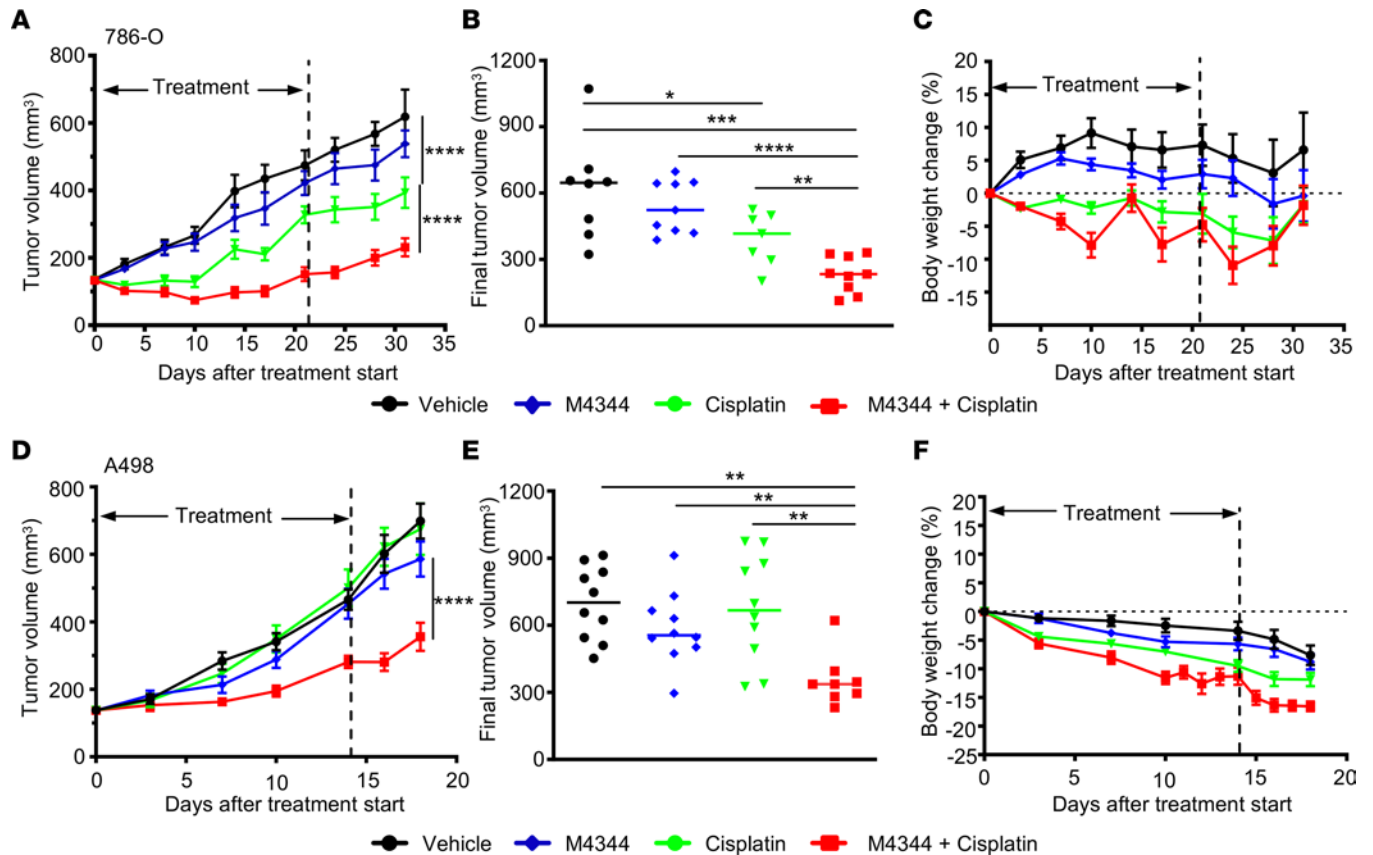 A
786-O
800
600
400
200
0
Tumor volume (mm³)
Treatment
****
****
0 5 10 15 20 25 30 35
Days after treatment start
B
1200
900
600
300
0
Final tumor volume (mm³)
*
***
****
**
C
20
15
10
5
0
-5
-10
-15
Body weight change (%)
Treatment
0 5 10 15 20 25 30 35
Days after treatment start
Vehicle M4344 Cisplatin M4344 + Cisplatin
D
A498
800
600
400
200
0
Tumor volume (mm³)
Treatment
****
0 5 10 15 20
Days after treatment start
E
1200
900
600
300
0
Final tumor volume (mm³)
**
**
**
F
20
15
10
5
0
-5
-10
-15
-20
-25
Body weight change (%)
Treatment
0 5 10 15 20
Days after treatment start
Vehicle M4344 Cisplatin M4344 + Cisplatin